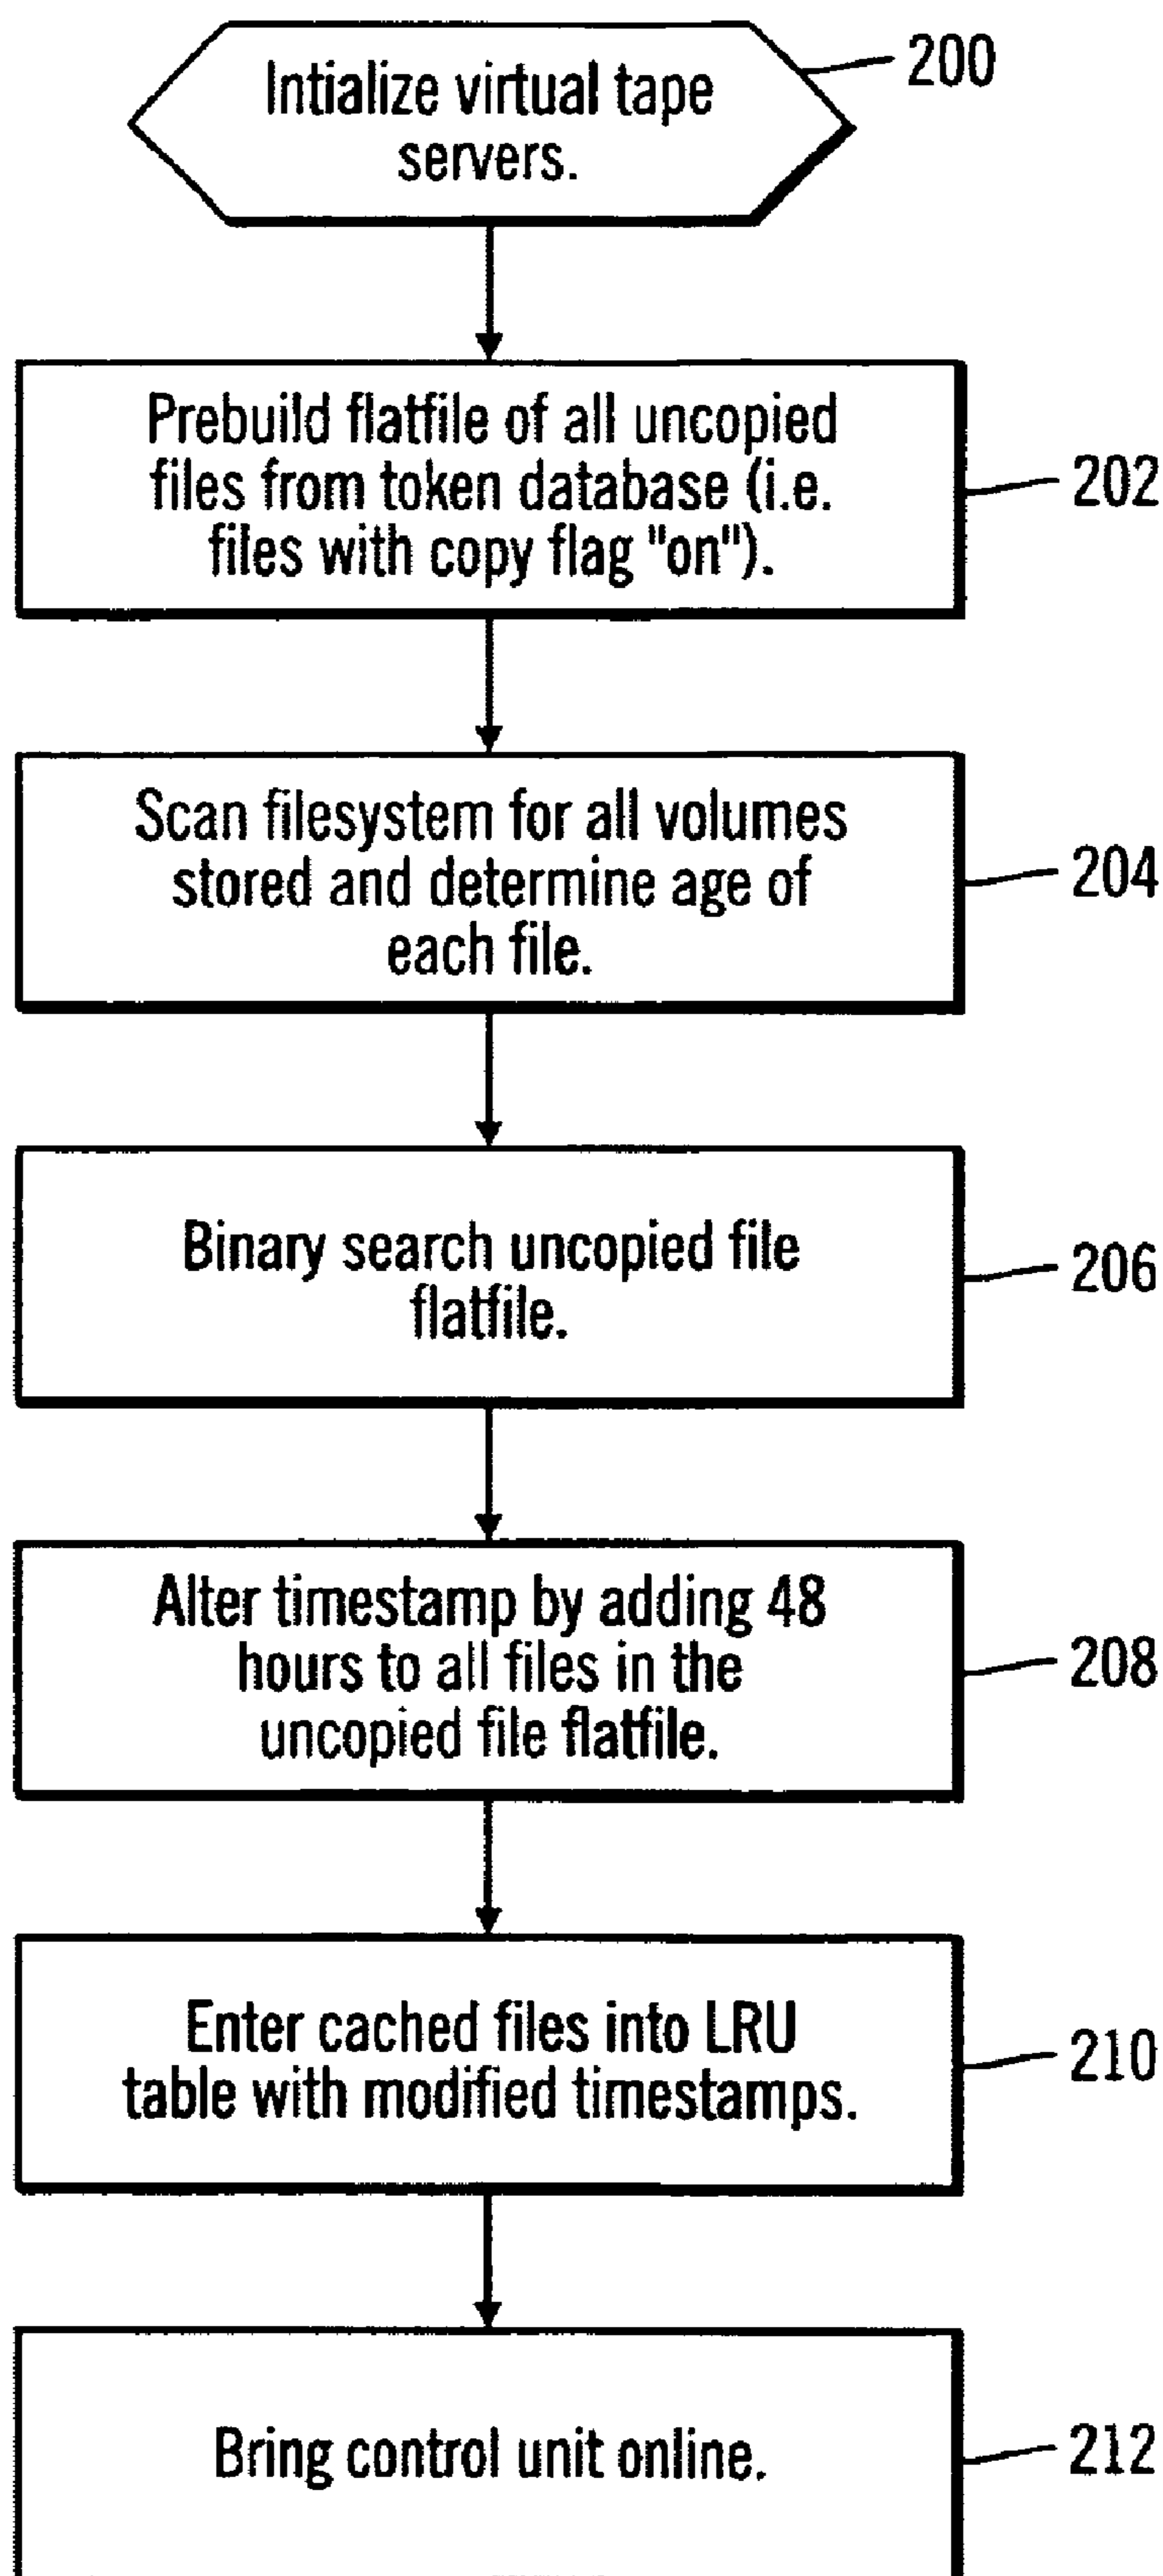 Intialize virtual tape
servers.
200
Prebuild flatfile of all uncopied
files from token database (i.e.
files with copy flag "on").
202
Scan filesystem for all volumes
stored and determine age of
each file.
204
Binary search uncopied file
flatfile.
206
Alter timestamp by adding 48
hours to all files in the
uncopied file flatfile.
208
Enter cached files into LRU
table with modified timestamps.
210
Bring control unit online.
212